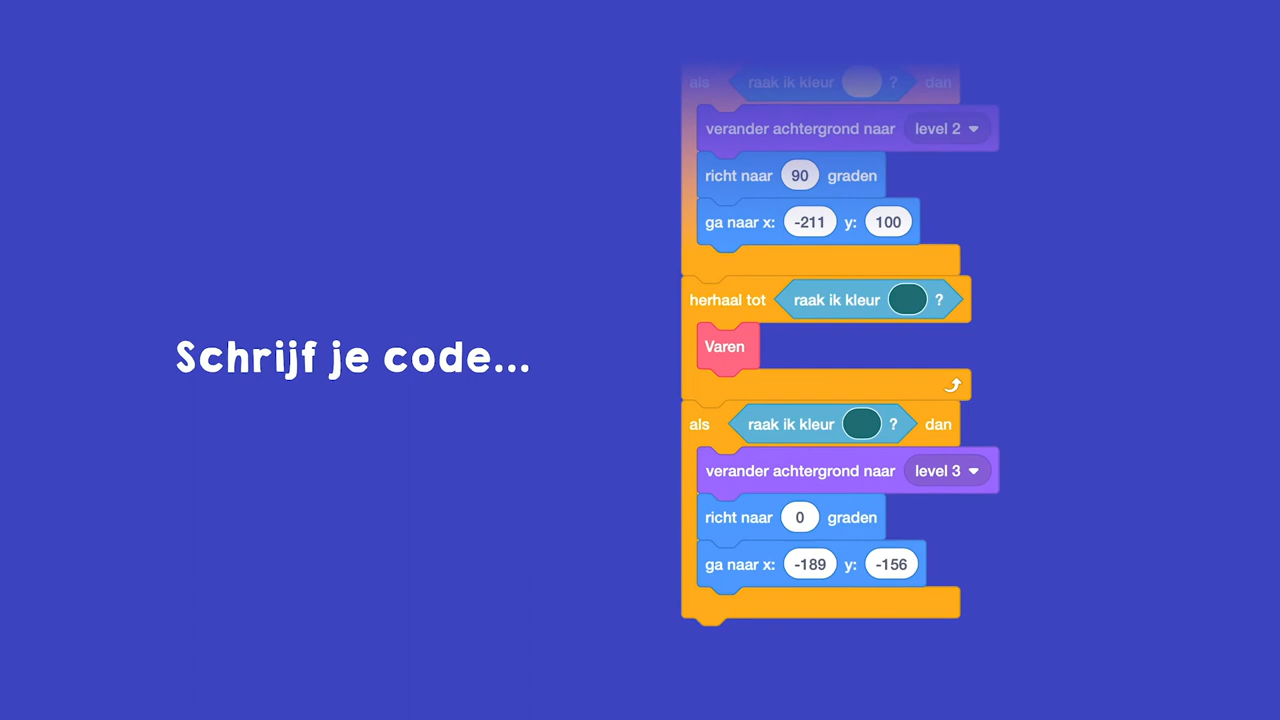 Schrijf je code...
als raak ik kleur ? dan
verander achtergrond naar level 2
richt naar 90 graden
ga naar x: -211 y: 100
herhaal tot raak ik kleur ?
Varen
als raak ik kleur ? dan
verander achtergrond naar level 3
richt naar 0 graden
ga naar x: -189 y: -156